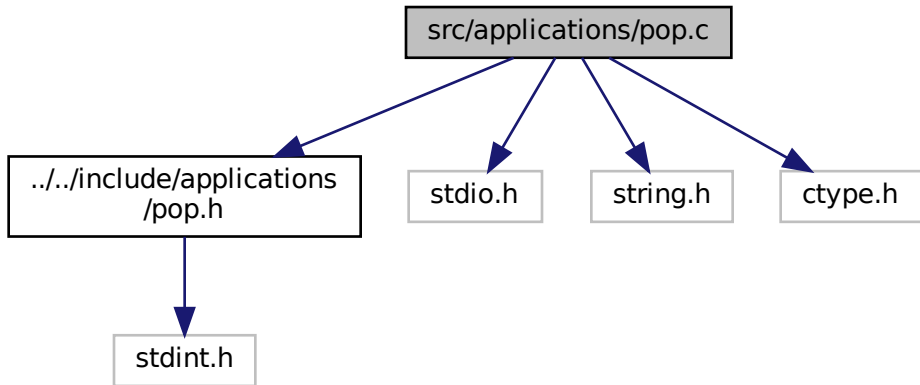 src/applications/pop.c
../../include/applications
/pop.h
stdio.h
string.h
ctype.h
stdint.h